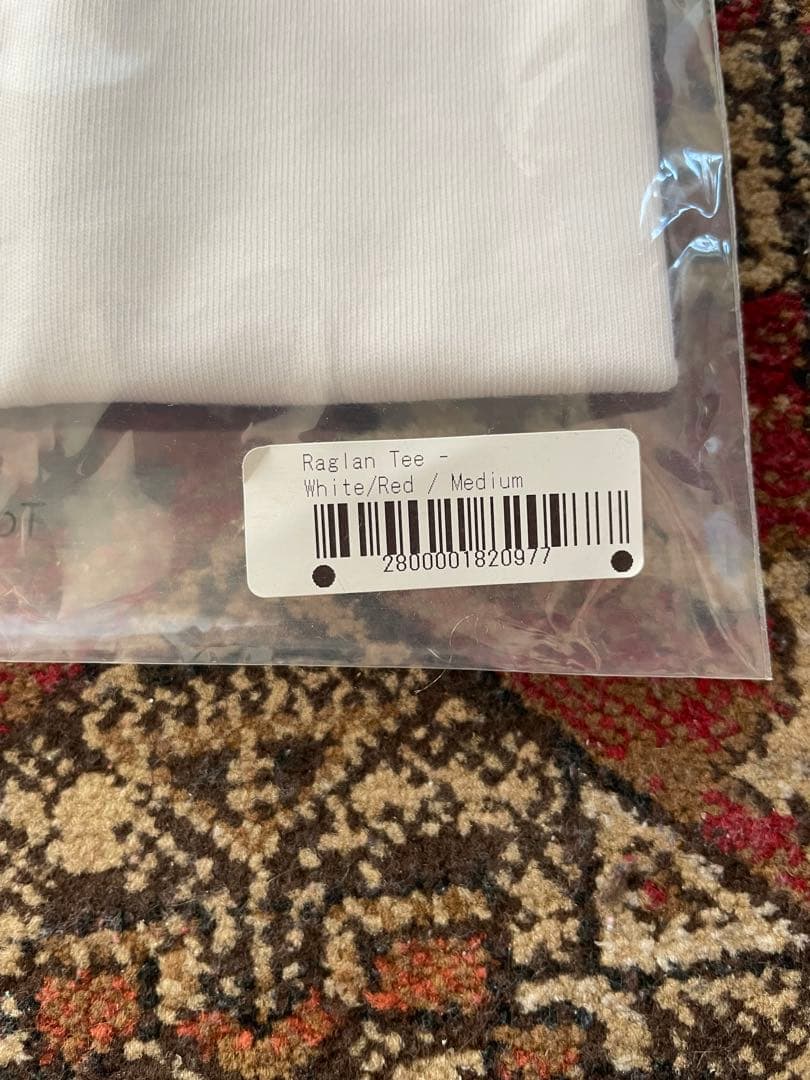 Raglan Tee -
White/Red / Medium
2800001820977